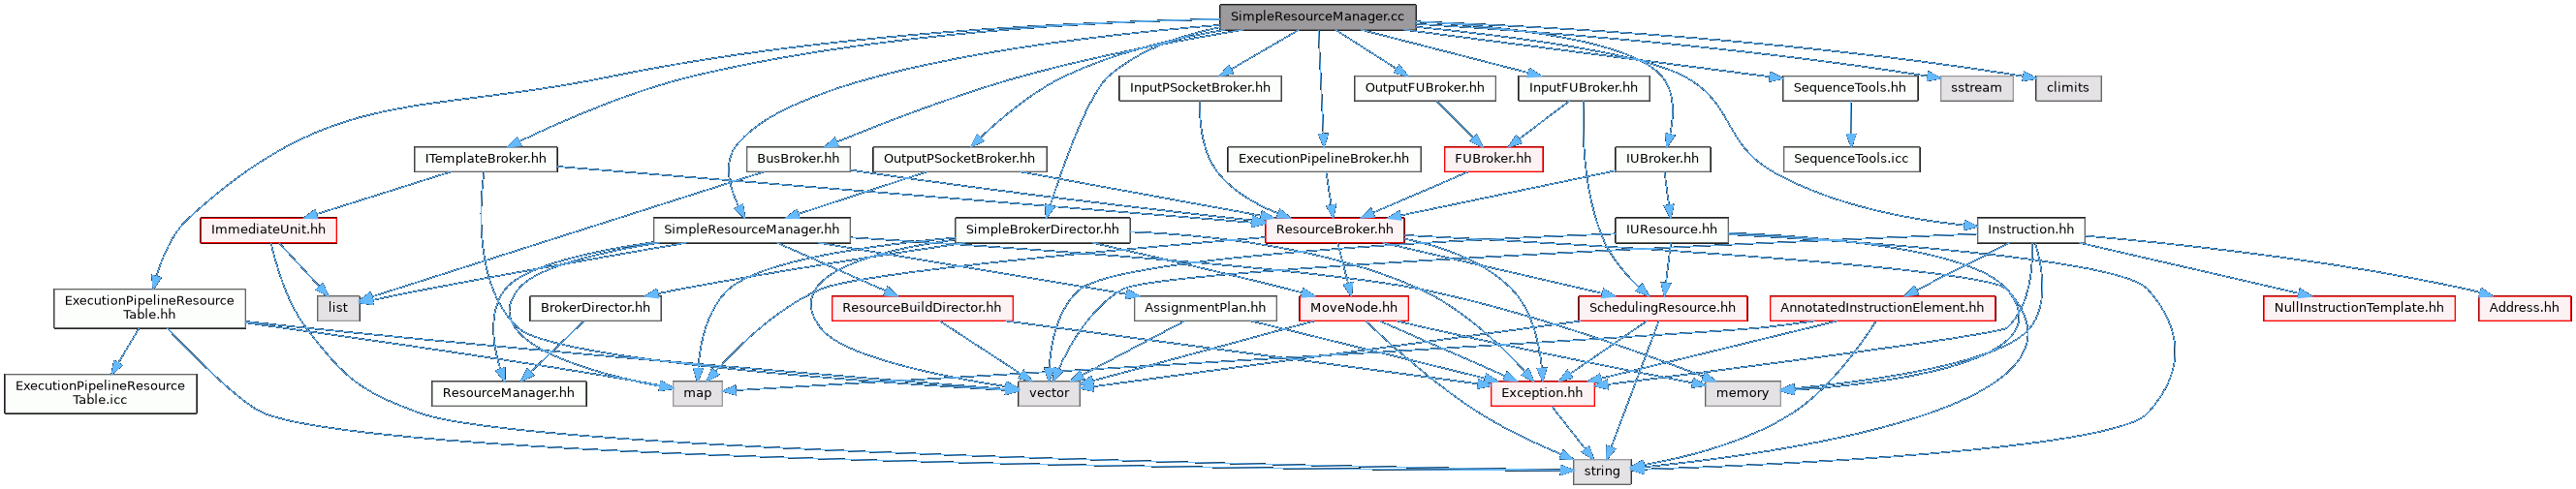 SimpleResourceManager.cc
InputPSocketBroker.hh
OutputFUBroker.hh
InputFUBroker.hh
SequenceTools.hh
sstream
climits
ITemplateBroker.hh
BusBroker.hh
OutputPSocketBroker.hh
ExecutionPipelineBroker.hh
FUBroker.hh
IUBroker.hh
SequenceTools.icc
ImmediateUnit.hh
SimpleResourceManager.hh
SimpleBrokerDirector.hh
ResourceBroker.hh
IUResource.hh
Instruction.hh
ExecutionPipelineResource
Table.hh
list
BrokerDirector.hh
ResourceBuildDirector.hh
AssignmentPlan.hh
MoveNode.hh
SchedulingResource.hh
AnnotatedInstructionElement.hh
NullInstructionTemplate.hh
Address.hh
ExecutionPipelineResource
Table.icc
ResourceManager.hh
map
vector
Exception.hh
memory
string